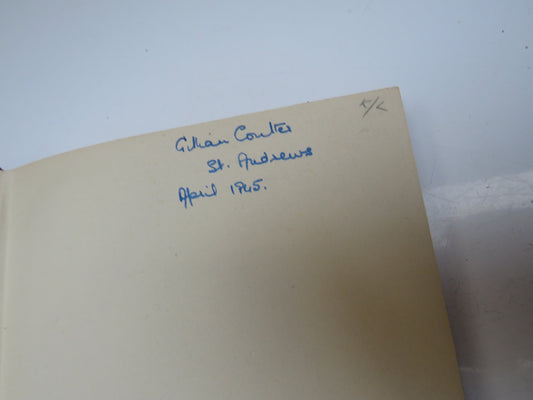 Gillian Coulter
St. Andrews
April 1945.